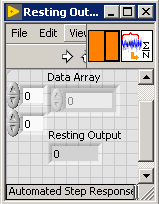 Resting Out...
File Edit View
Data Array
0
0
0
Resting Output
0
Automated Step Response